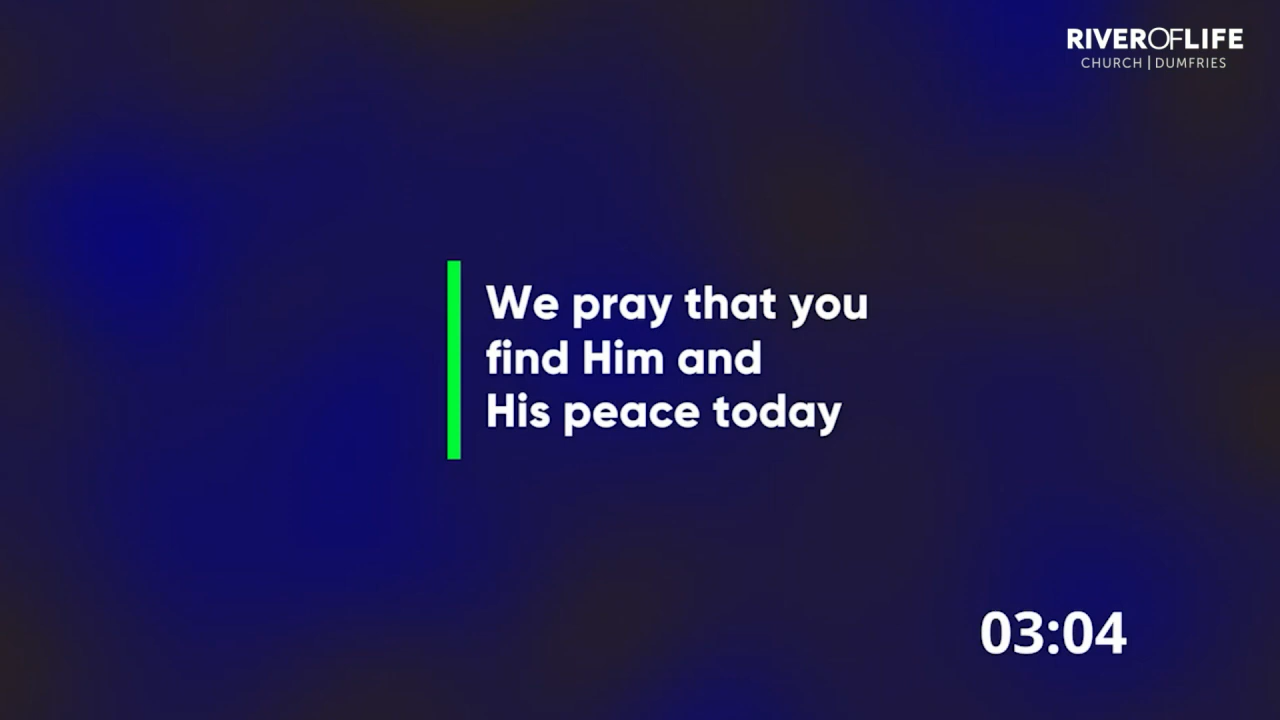 RIVEROFLIFE
CHURCH | DUMFRIES
We pray that you
find Him and
His peace today
03:04